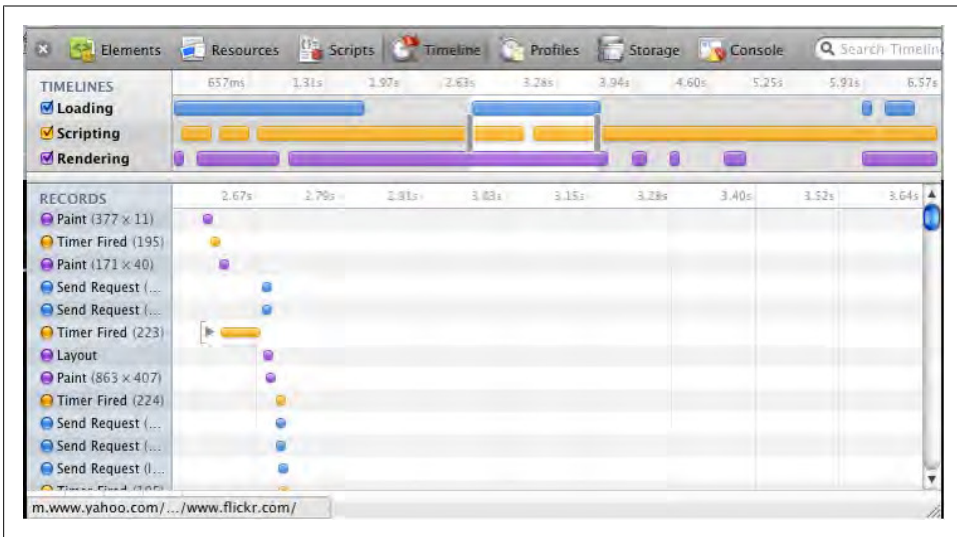 Elements Resources Scripts Timeline Profiles Storage Console Search Timelin
TIMELINES 657ms 1.31s 1.97s 2.63s 3.28s 3.94s 4.60s 5.25s 5.91s 6.57s
Loading
Scripting
Rendering
RECORDS 2.67s 2.79s 2.91s 3.03s 3.15s 3.28s 3.40s 3.52s 3.64s
Paint (377 × 11)
Timer Fired (195)
Paint (171 × 40)
Send Request (...
Send Request (...
Timer Fired (223)
Layout
Paint (863 × 407)
Timer Fired (224)
Send Request (...
Send Request (...
Send Request (l...
Timer Fired (195)
m.www.yahoo.com/.../www.flickr.com/